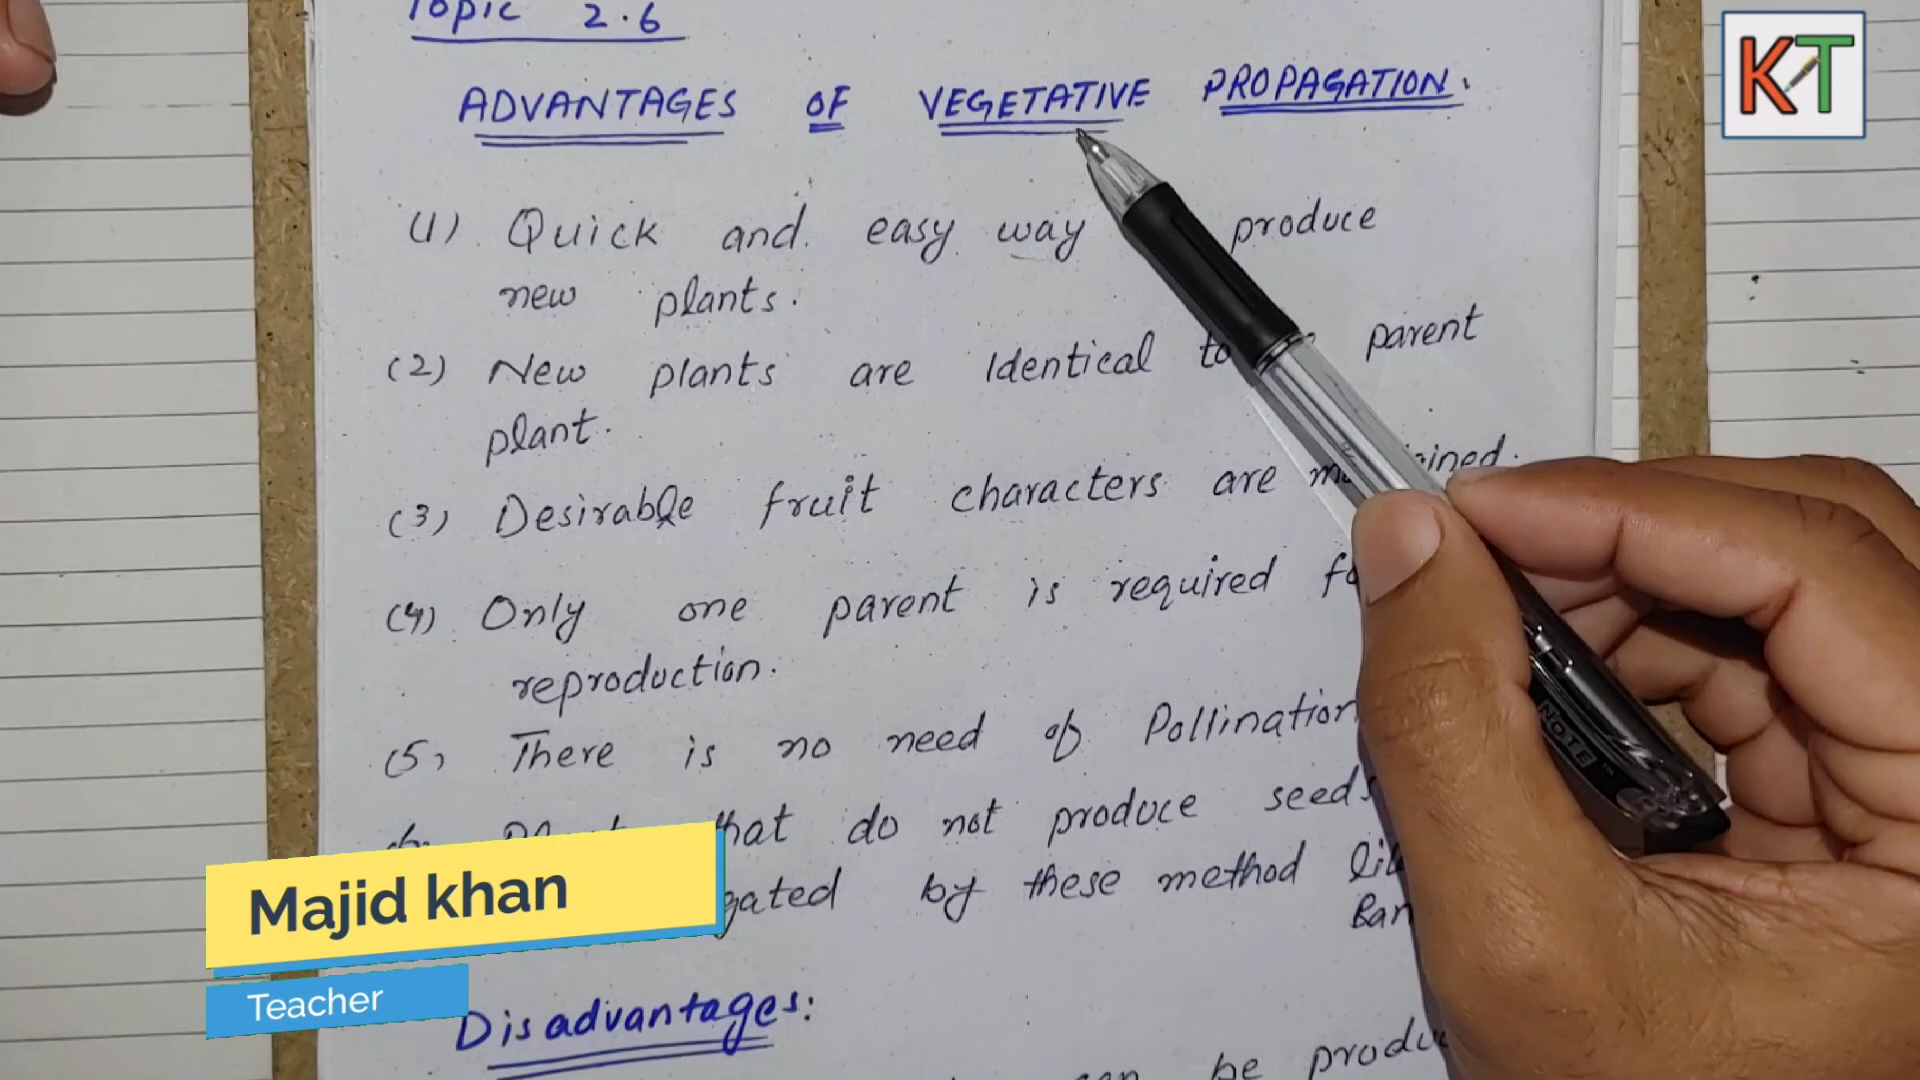 Topic 2.6
ADVANTAGES OF VEGETATIVE PROPAGATION.
KT
(1) Quick and easy way produce
new plants.
(2) New plants are Identical to parent
plant.
(3) Desirable fruit characters are
(4) Only one parent is required
reproduction.
(5) There is no need of Pollination
that do not produce seeds
by these method
Majid khan
Teacher
Disadvantages:
be
NOTE